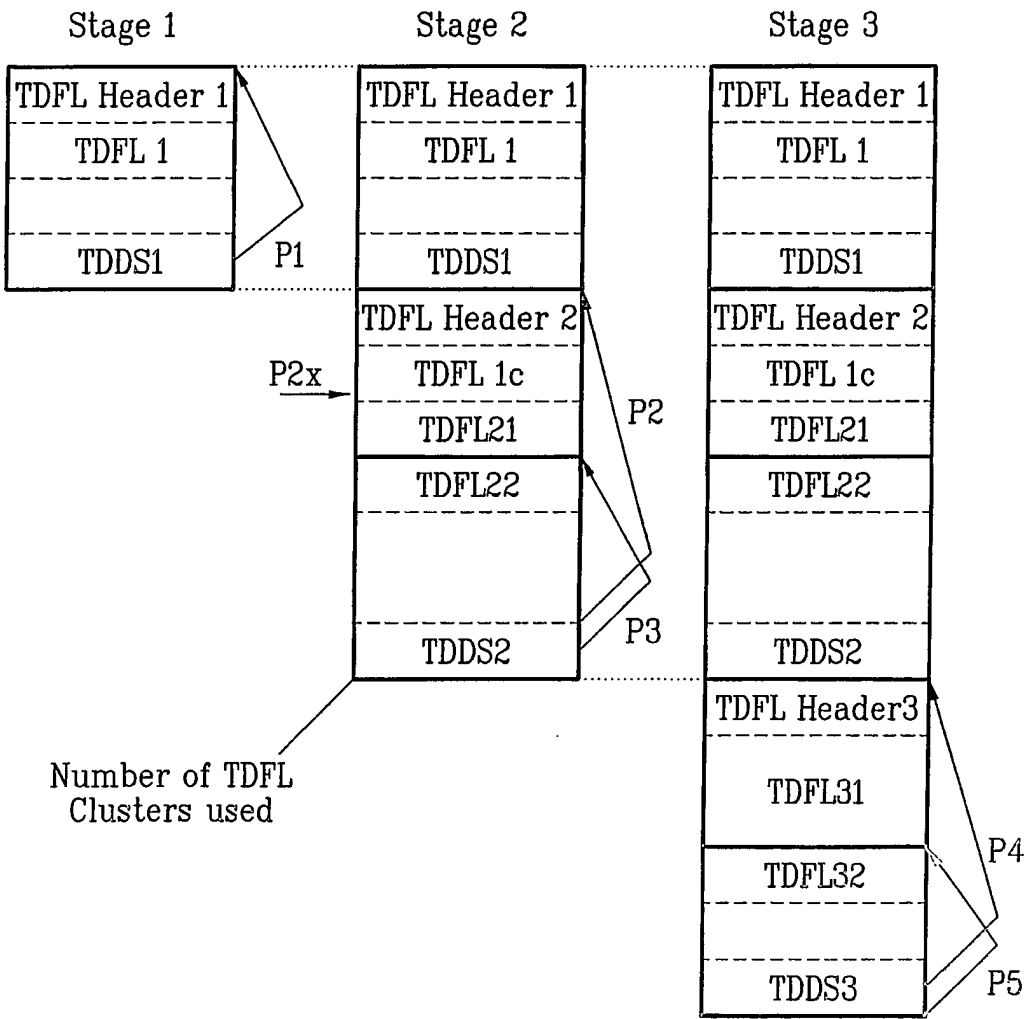 Stage 1
Stage 2
Stage 3
TDFL Header 1
TDFL 1
TDDS1
P1
TDFL Header 1
TDFL 1
TDDS1
TDFL Header 2
TDFL 1c
TDFL21
TDFL22
TDDS2
P2x
P2
P3
Number of TDFL
Clusters used
TDFL Header 1
TDFL 1
TDDS1
TDFL Header 2
TDFL 1c
TDFL21
TDFL22
TDDS2
TDFL Header3
TDFL31
TDFL32
TDDS3
P4
P5